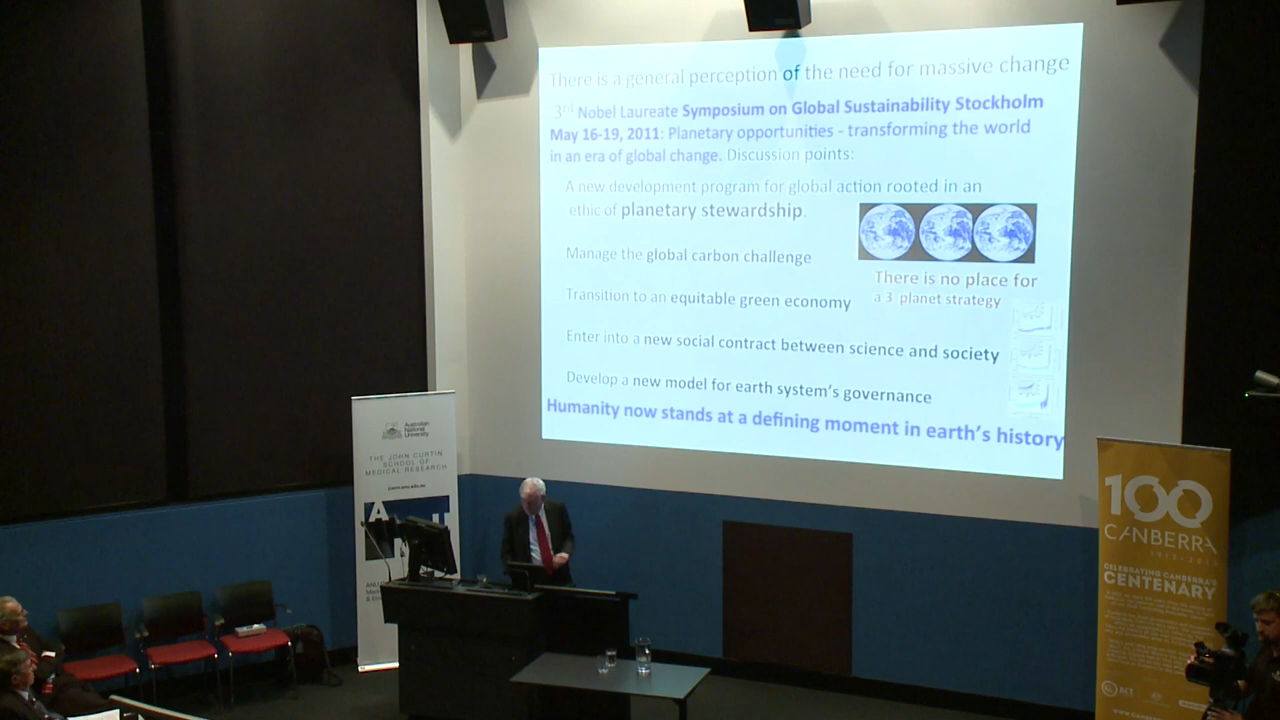 There is a general perception of the need for massive change
3rd Nobel Laureate Symposium on Global Sustainability Stockholm
May 16-19, 2011: Planetary opportunities - transforming the world
in an era of global change. Discussion points:
A new development program for global action rooted in an
ethic of planetary stewardship.
Manage the global carbon challenge
There is no place for
a 3 planet strategy
Transition to an equitable green economy
Enter into a new social contract between science and society
Develop a new model for earth system's governance
Humanity now stands at a defining moment in earth's history
Australian
National
University
THE JOHN CURTIN
SCHOOL OF
MEDICAL RESEARCH
100
CANBERRA
CELEBRATING CANBERRA'S
CENTENARY
ACT